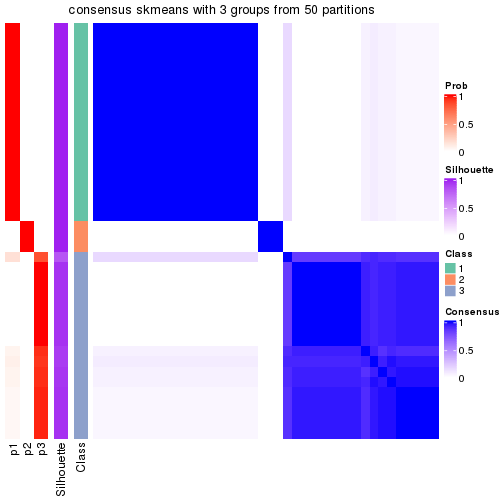 consensus skmeans with 3 groups from 50 partitions
Prob
1
0.5
0
Silhouette
1
0.5
0
Class
1
2
3
Consensus
1
0.5
0
p1
p2
p3
Silhouette
Class